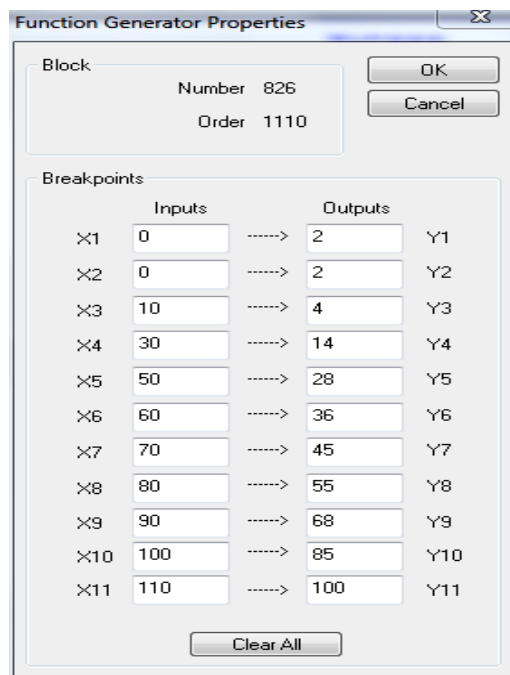 Function Generator Properties
Block
Number 826
Order 1110
OK
Cancel
Breakpoints
Inputs Outputs
X1 0 ------> 2 Y1
X2 0 ------> 2 Y2
X3 10 ------> 4 Y3
X4 30 ------> 14 Y4
X5 50 ------> 28 Y5
X6 60 ------> 36 Y6
X7 70 ------> 45 Y7
X8 80 ------> 55 Y8
X9 90 ------> 68 Y9
X10 100 ------> 85 Y10
X11 110 ------> 100 Y11
Clear All